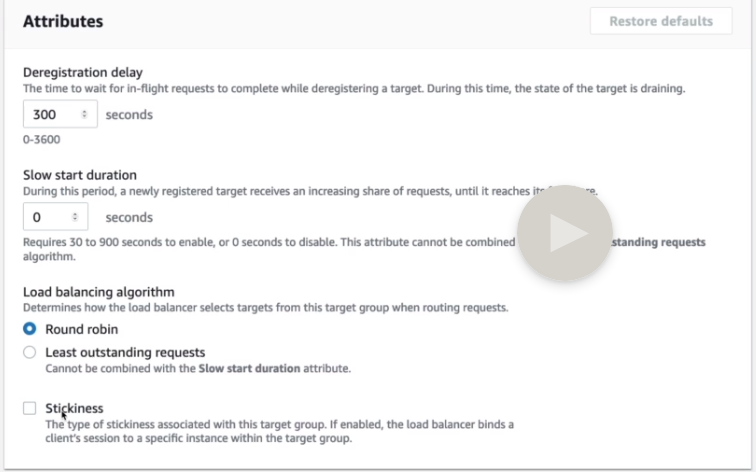 Attributes
Restore defaults
Deregistration delay
The time to wait for in-flight requests to complete while deregistering a target. During this time, the state of the target is draining.
300 seconds
0-3600
Slow start duration
During this period, a newly registered target receives an increasing share of requests, until it reaches its
0 seconds
Requires 30 to 900 seconds to enable, or 0 seconds to disable. This attribute cannot be combined requests
algorithm.
Load balancing algorithm
Determines how the load balancer selects targets from this target group when routing requests.
Round robin
Least outstanding requests
Cannot be combined with the Slow start duration attribute.
Stickiness
The type of stickiness associated with this target group. If enabled, the load balancer binds a
client's session to a specific instance within the target group.